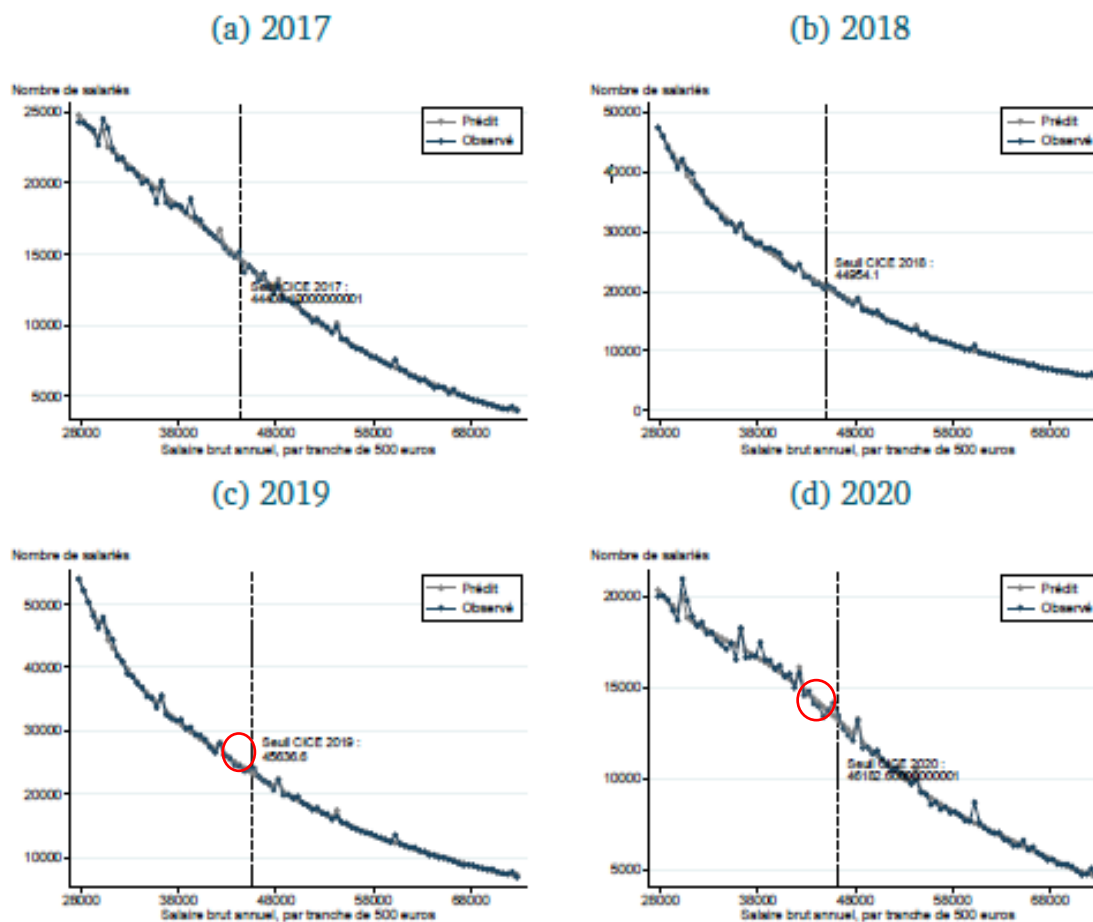 (a) 2017
Nombre de salariés
25000
20000
15000
10000
5000
Prédit
Observé
Seuil CICE 2017 :
28000 38000 48000 58000 68000
Salaire brut annuel, par tranche de 500 euros
(b) 2018
Nombre de salariés
50000
40000
30000
20000
10000
0
Prédit
Observé
Seuil CICE 2018 :
44954.1
28000 38000 48000 58000 68000
Salaire brut annuel, par tranche de 500 euros
(c) 2019
Nombre de salariés
50000
40000
30000
20000
10000
Prédit
Observé
Seuil CICE 2019 :
45636.5
28000 38000 48000 58000 68000
Salaire brut annuel, par tranche de 500 euros
(d) 2020
Nombre de salariés
20000
15000
10000
5000
Prédit
Observé
Seuil CICE 2020 :
28000 38000 48000 58000 68000
Salaire brut annuel, par tranche de 500 euros